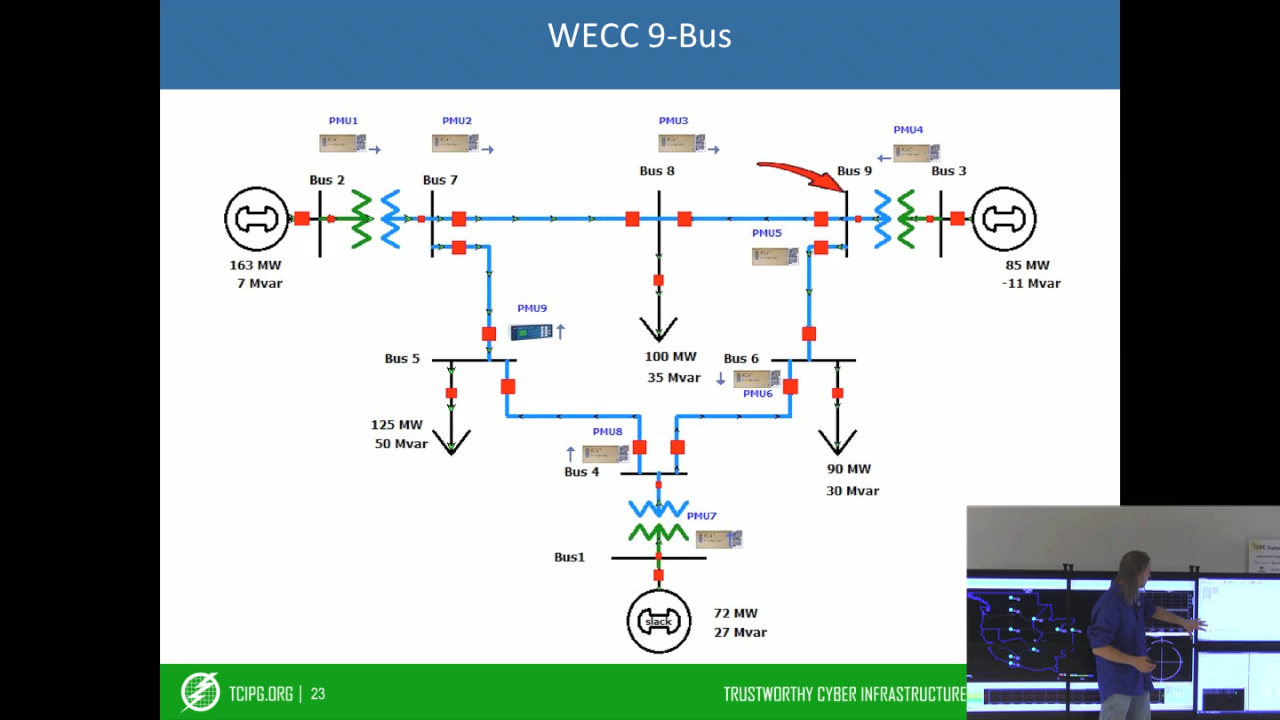 WECC 9-Bus
PMU1
PMU2
PMU3
PMU4
Bus 2
Bus 7
Bus 8
Bus 9
Bus 3
PMU5
163 MW
7 Mvar
85 MW
-11 Mvar
PMU9
Bus 5
100 MW
35 Mvar
Bus 6
PMU6
125 MW
50 Mvar
PMU8
Bus 4
90 MW
30 Mvar
PMU7
Bus1
slack
72 MW
27 Mvar
TCIPG.ORG | 23
TRUSTWORTHY CYBER INFRASTRUCTURE